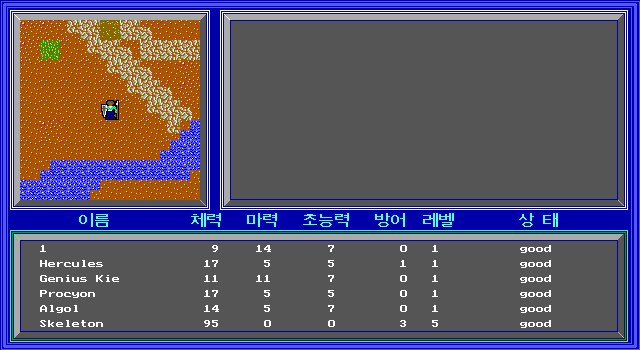 이름 체력 마력 초능력 방어 레벨 상 태
1 9 14 7 0 1 good
Hercules 17 5 5 1 1 good
Genius Kie 11 11 7 0 1 good
Procyon 17 5 5 0 1 good
Algol 14 5 7 0 1 good
Skeleton 95 0 0 3 5 good